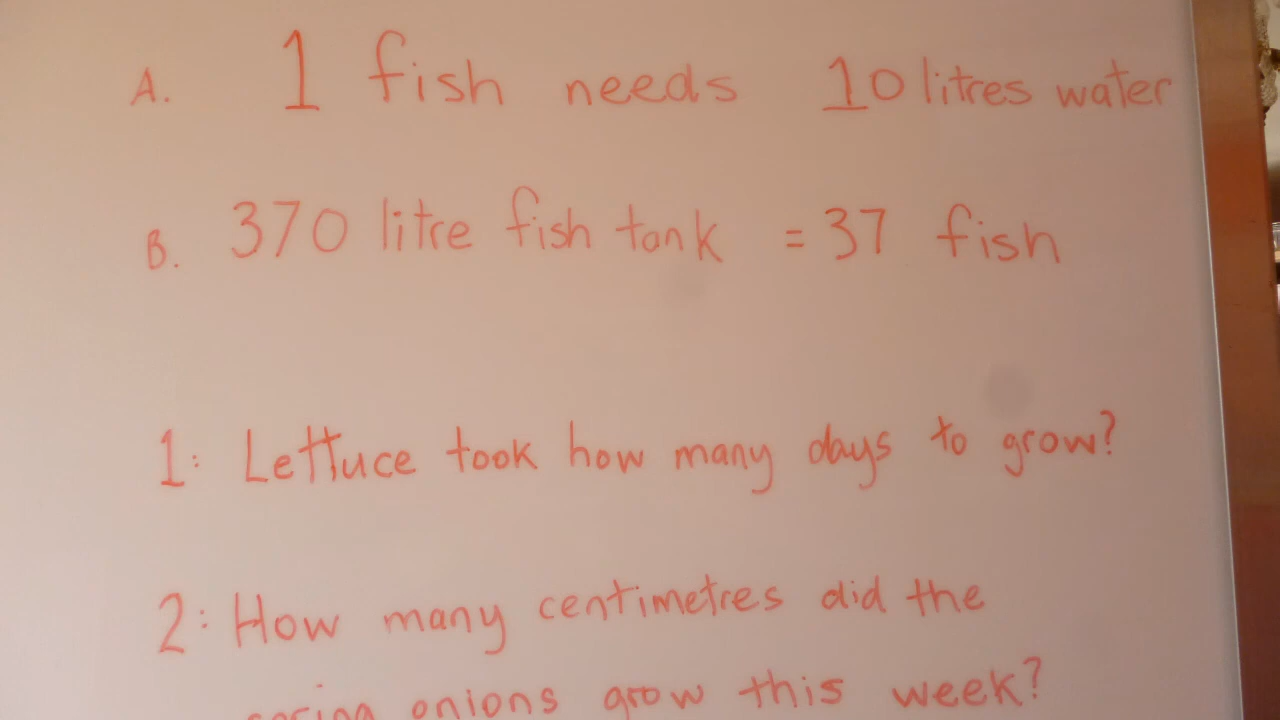 A. 1 fish needs 10 litres water
B. 370 litre fish tank = 37 fish
1: Lettuce took how many days to grow?
2: How many centimetres did the
spring onions grow this week?